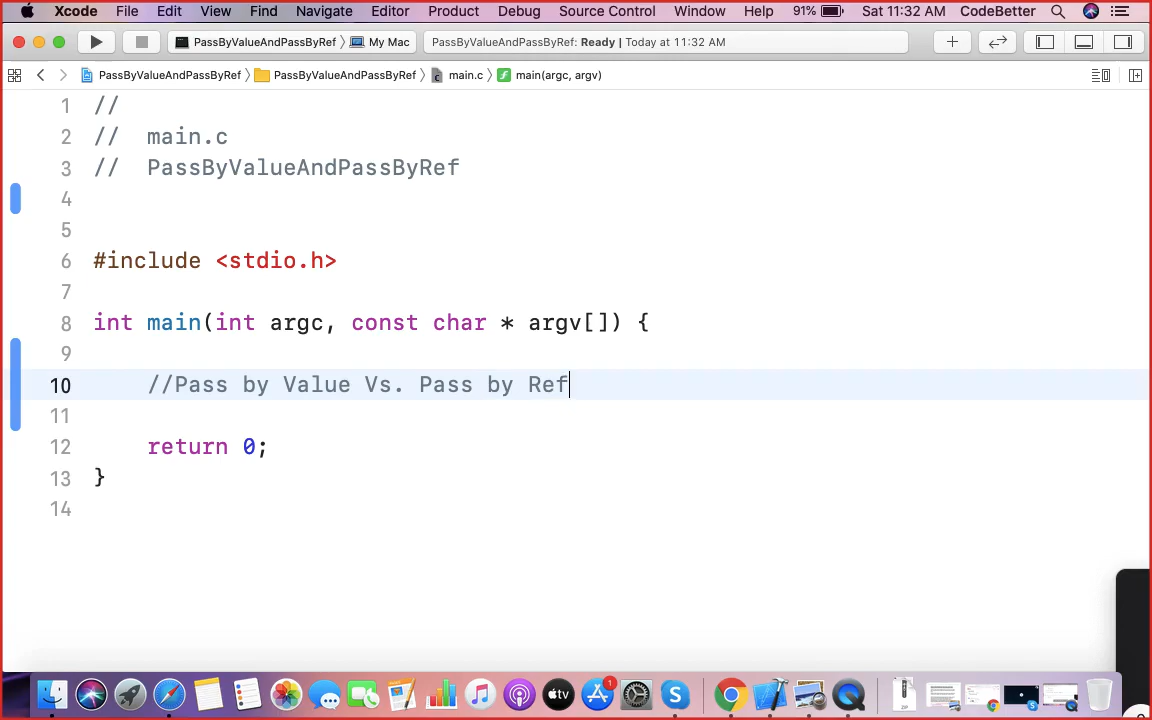 Xcode File Edit View Find Navigate Editor Product Debug Source Control Window Help 91% Sat 11:32 AM CodeBetter
PassByValueAndPassByRef My Mac PassByValueAndPassByRef: Ready | Today at 11:32 AM
PassByValueAndPassByRef PassByValueAndPassByRef main.c main(argc, argv)
1 //
2 // main.c
3 // PassByValueAndPassByRef
4
5
6 #include <stdio.h>
7
8 int main(int argc, const char * argv[]) {
9
10 //Pass by Value Vs. Pass by Ref
11
12 return 0;
13 }
14
1
tv
ZIP